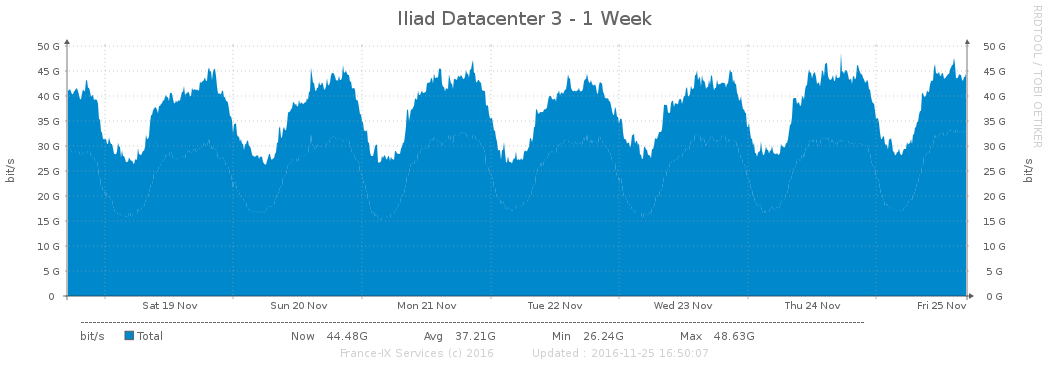 Iliad Datacenter 3 - 1 Week
RRDTOOL / TOBI OETIKER
50 G 50 G
45 G 45 G
40 G 40 G
35 G 35 G
30 G 30 G
25 G 25 G
20 G 20 G
15 G 15 G
10 G 10 G
5 G 5 G
0 0 G
bit/s bit/s
Sat 19 Nov Sun 20 Nov Mon 21 Nov Tue 22 Nov Wed 23 Nov Thu 24 Nov Fri 25 Nov
bit/s Total Now 44.48G Avg 37.21G Min 26.24G Max 48.63G
France-IX Services (c) 2016 Updated : 2016-11-25 16:50:07